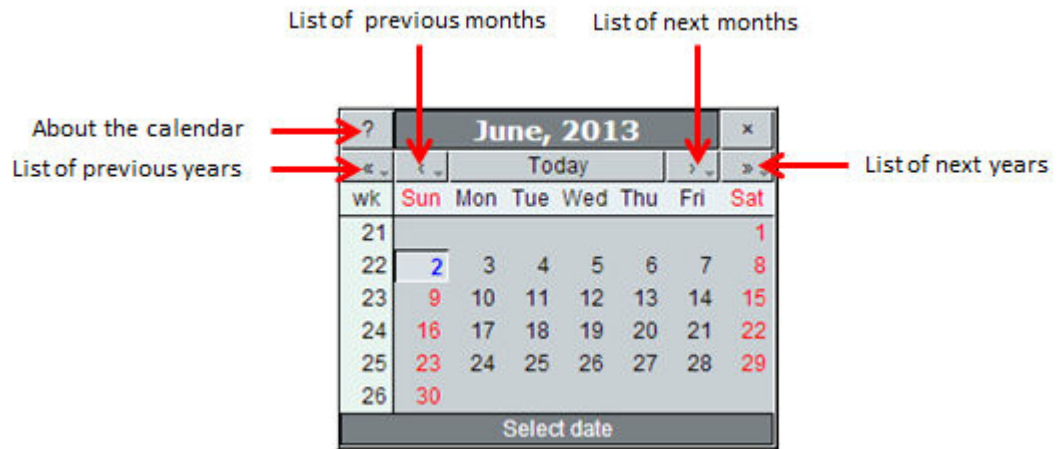 List of previous months List of next months
About the calendar ? June, 2013 ×
List of previous years « ‹ Today › » List of next years
wk Sun Mon Tue Wed Thu Fri Sat
21 1
22 2 3 4 5 6 7 8
23 9 10 11 12 13 14 15
24 16 17 18 19 20 21 22
25 23 24 25 26 27 28 29
26 30
Select date